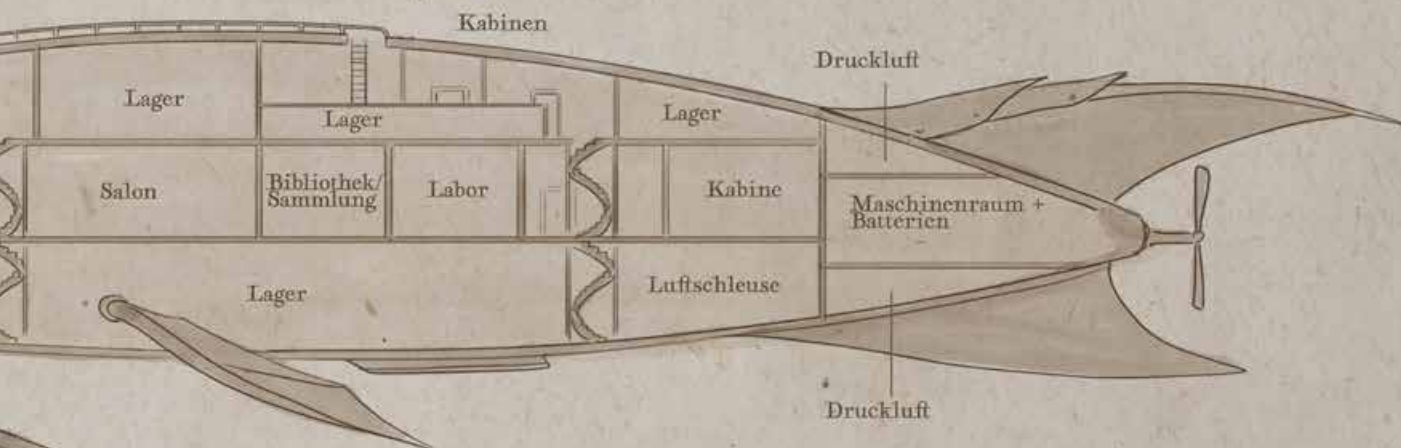 Kabinen
Druckluft
Lager
Lager
Lager
Salon
Bibliothek/
Sammlung
Labor
Kabine
Maschinenraum +
Batterien
Lager
Luftschleuse
Druckluft